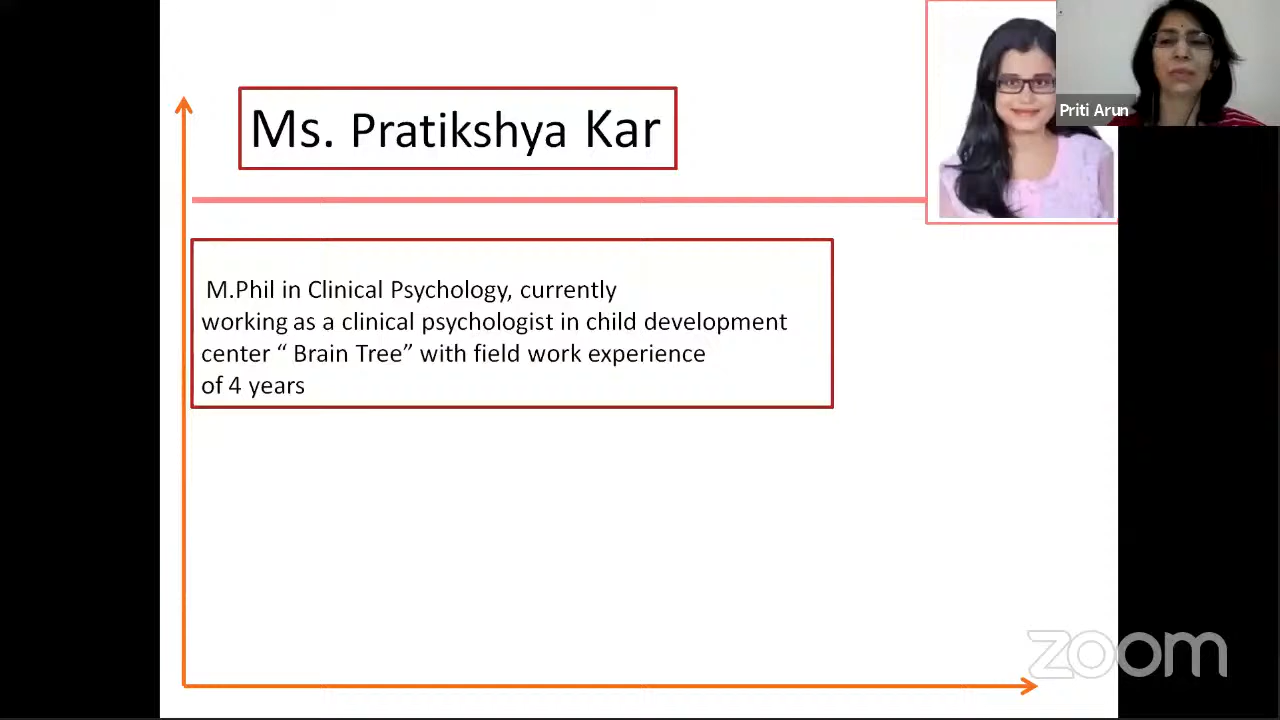 Ms. Pratikshya Kar
Priti Arun
M.Phil in Clinical Psychology, currently
working as a clinical psychologist in child development
center “ Brain Tree” with field work experience
of 4 years
zoom